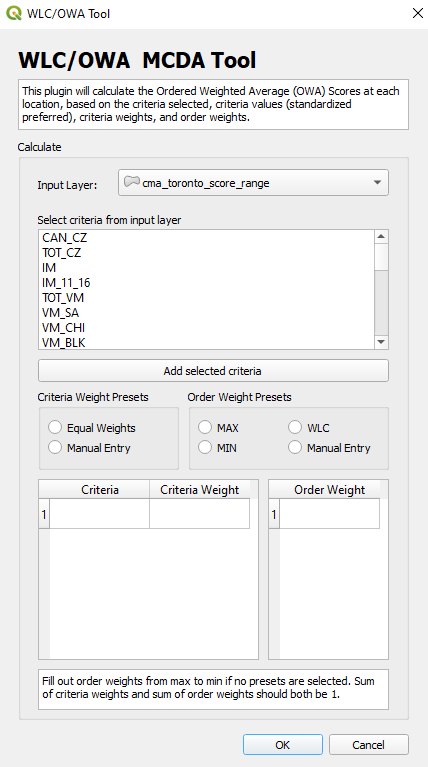 WLC/OWA Tool
WLC/OWA MCDA Tool
This plugin will calculate the Ordered Weighted Average (OWA) Scores at each
location, based on the criteria selected, criteria values (standardized
preferred), criteria weights, and order weights.
Calculate
Input Layer:
cma_toronto_score_range
Select criteria from input layer
CAN_CZ
TOT_CZ
IM
IM_11_16
TOT_VM
VM_SA
VM_CHI
VM_BLK
Add selected criteria
Criteria Weight Presets
Equal Weights
Manual Entry
Order Weight Presets
MAX
WLC
MIN
Manual Entry
Criteria
Criteria Weight
1
Order Weight
1
Fill out order weights from max to min if no presets are selected. Sum
of criteria weights and sum of order weights should both be 1.
OK
Cancel